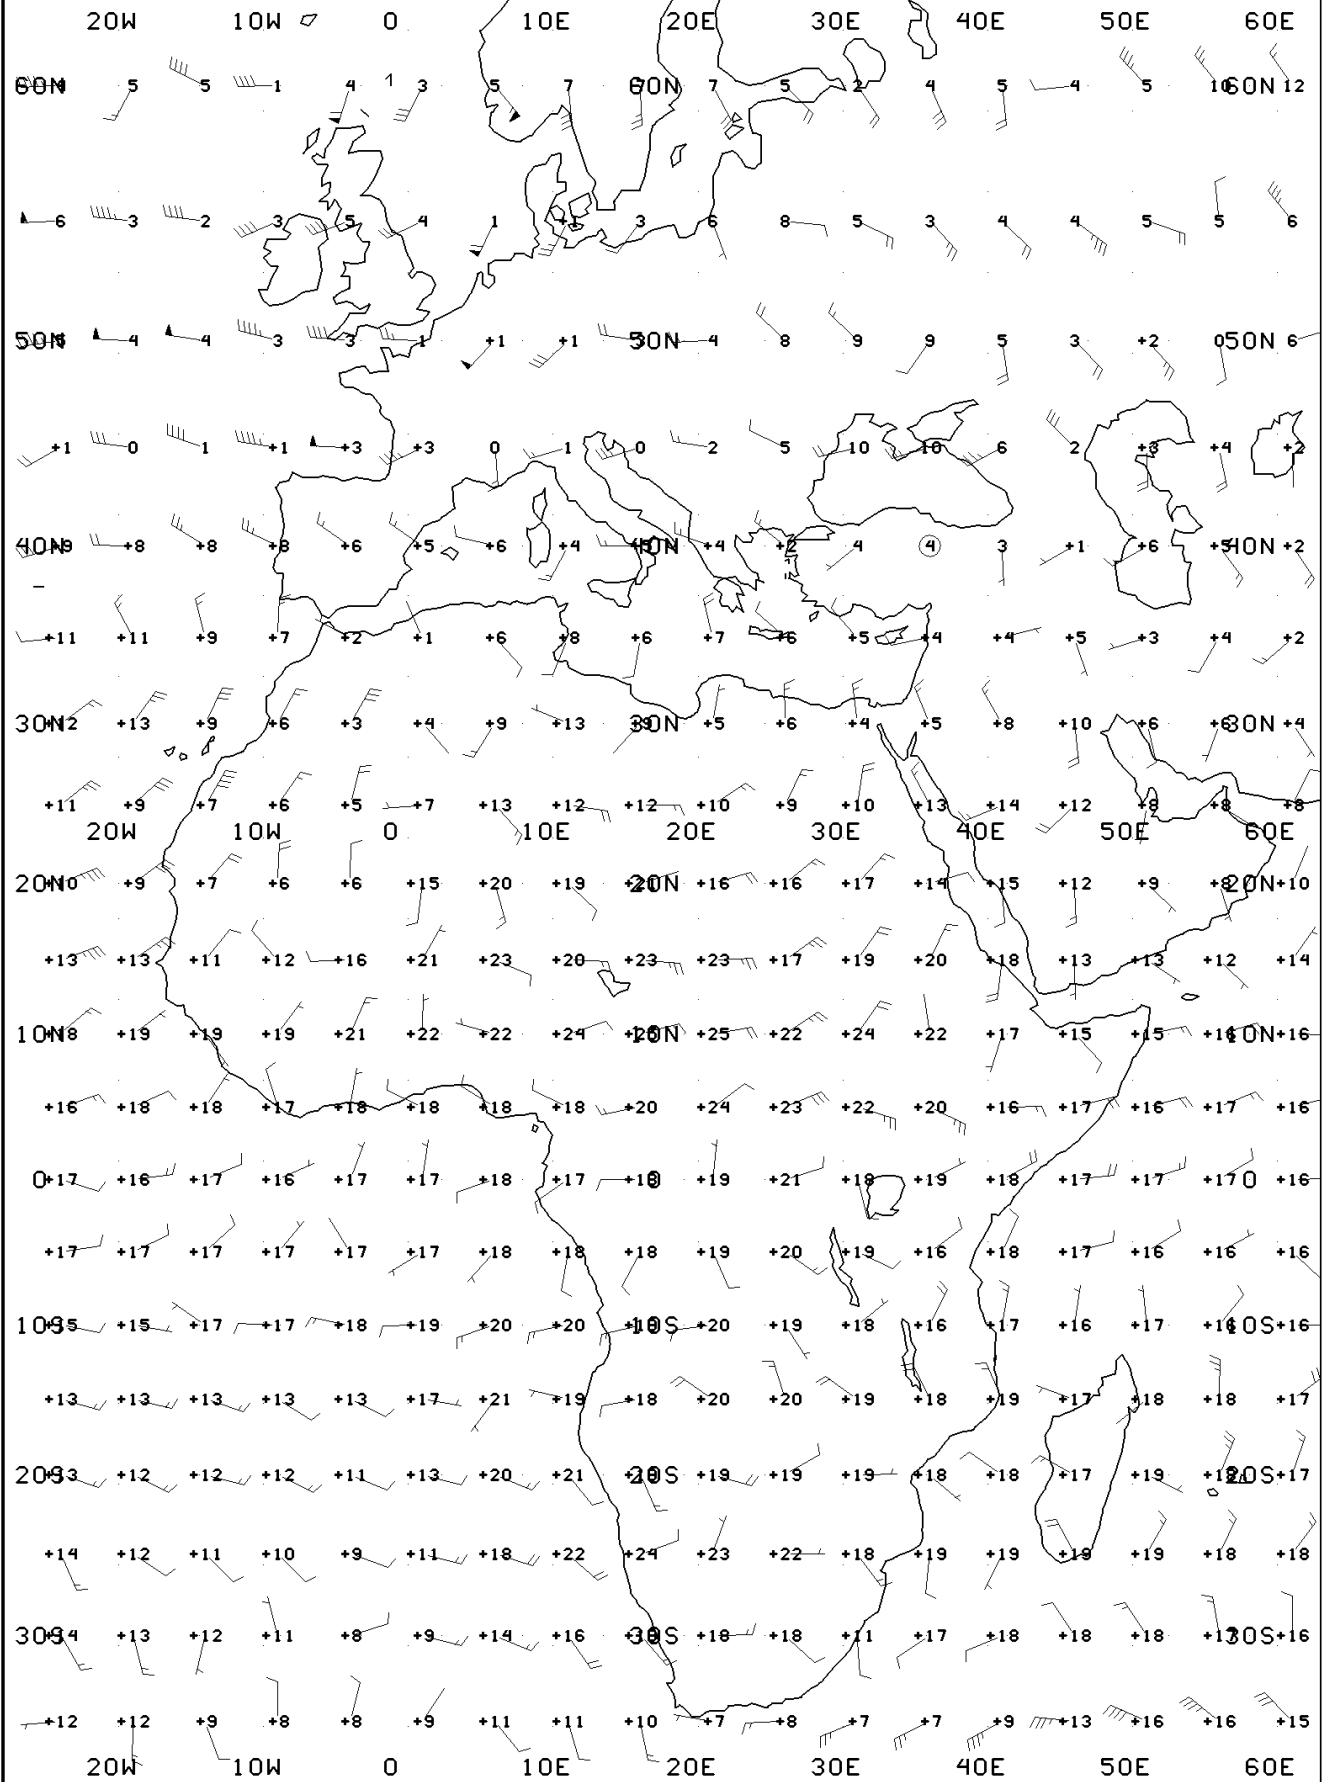 20W 10W 0 10E 20E 30E 40E 50E 60E
60N 5 5 1 4 1 3 5 7 60N 7 5 2 4 5 4 5 60N 12
6 3 2 3 5 4 1 +1 3 6 8 5 3 4 4 5 5 6
50N 4 4 3 3 1 +1 +1 50N 4 8 9 9 5 3 +2 0 50N 6
+1 0 1 +1 +3 +3 0 1 0 2 5 10 10 6 2 +3 +4 +2
40N +8 +8 +8 +6 +5 +6 +4 40N +4 +2 4 4 3 +1 +6 40N +2
+11 +11 +9 +7 +2 +1 +6 +8 +6 +7 +6 +5 +4 +4 +5 +3 +4 +2
30N +13 +9 +6 +3 +4 +9 +13 30N +5 +6 +4 +5 +8 +10 +6 +6 30N +4
+11 +9 +7 +6 +5 +7 +13 +12 +12 +10 +9 +10 +13 +14 +12 +8 +8 +8
20W 10W 0 10E 20E 30E 40E 50E 60E
20N +9 +7 +6 +6 +15 +20 +19 20N +16 +16 +17 +14 +15 +12 +9 +8 20N +10
+13 +13 +11 +12 +16 +21 +23 +20 +23 +23 +17 +19 +20 +18 +13 +13 +12 +14
10N +19 +19 +19 +21 +22 +22 +24 10N +25 +22 +24 +22 +17 +15 +15 10N +16
+16 +18 +18 +17 +18 +18 +18 +18 +20 +24 +23 +22 +20 +16 +17 +16 +17 +16
0 +17 +16 +17 +16 +17 +17 +18 +17 0 +19 +21 +18 +19 +18 +17 +17 +17 0 +16
+17 +17 +17 +17 +17 +17 +18 +18 +18 +19 +20 +19 +16 +18 +17 +16 +16 +16
10S +15 +17 +17 +18 +19 +20 +20 10S +20 +19 +18 +16 +17 +16 +17 10S +16
+13 +13 +13 +13 +13 +17 +21 +19 +18 +20 +20 +19 +18 +19 +17 +18 +18 +17
20S +12 +12 +12 +11 +13 +20 +21 20S +19 +19 +19 +18 +18 +17 +19 20S +17
+14 +12 +11 +10 +9 +11 +18 +22 +24 +23 +22 +18 +19 +19 +19 +19 +18 +18
30S +13 +12 +11 +8 +9 +14 +16 30S +18 +18 +11 +17 +18 +18 +18 30S +16
+12 +12 +9 +8 +8 +9 +11 +11 +10 +7 +8 +7 +7 +9 +13 +16 +16 +15
20W 10W 0 10E 20E 30E 40E 50E 60E